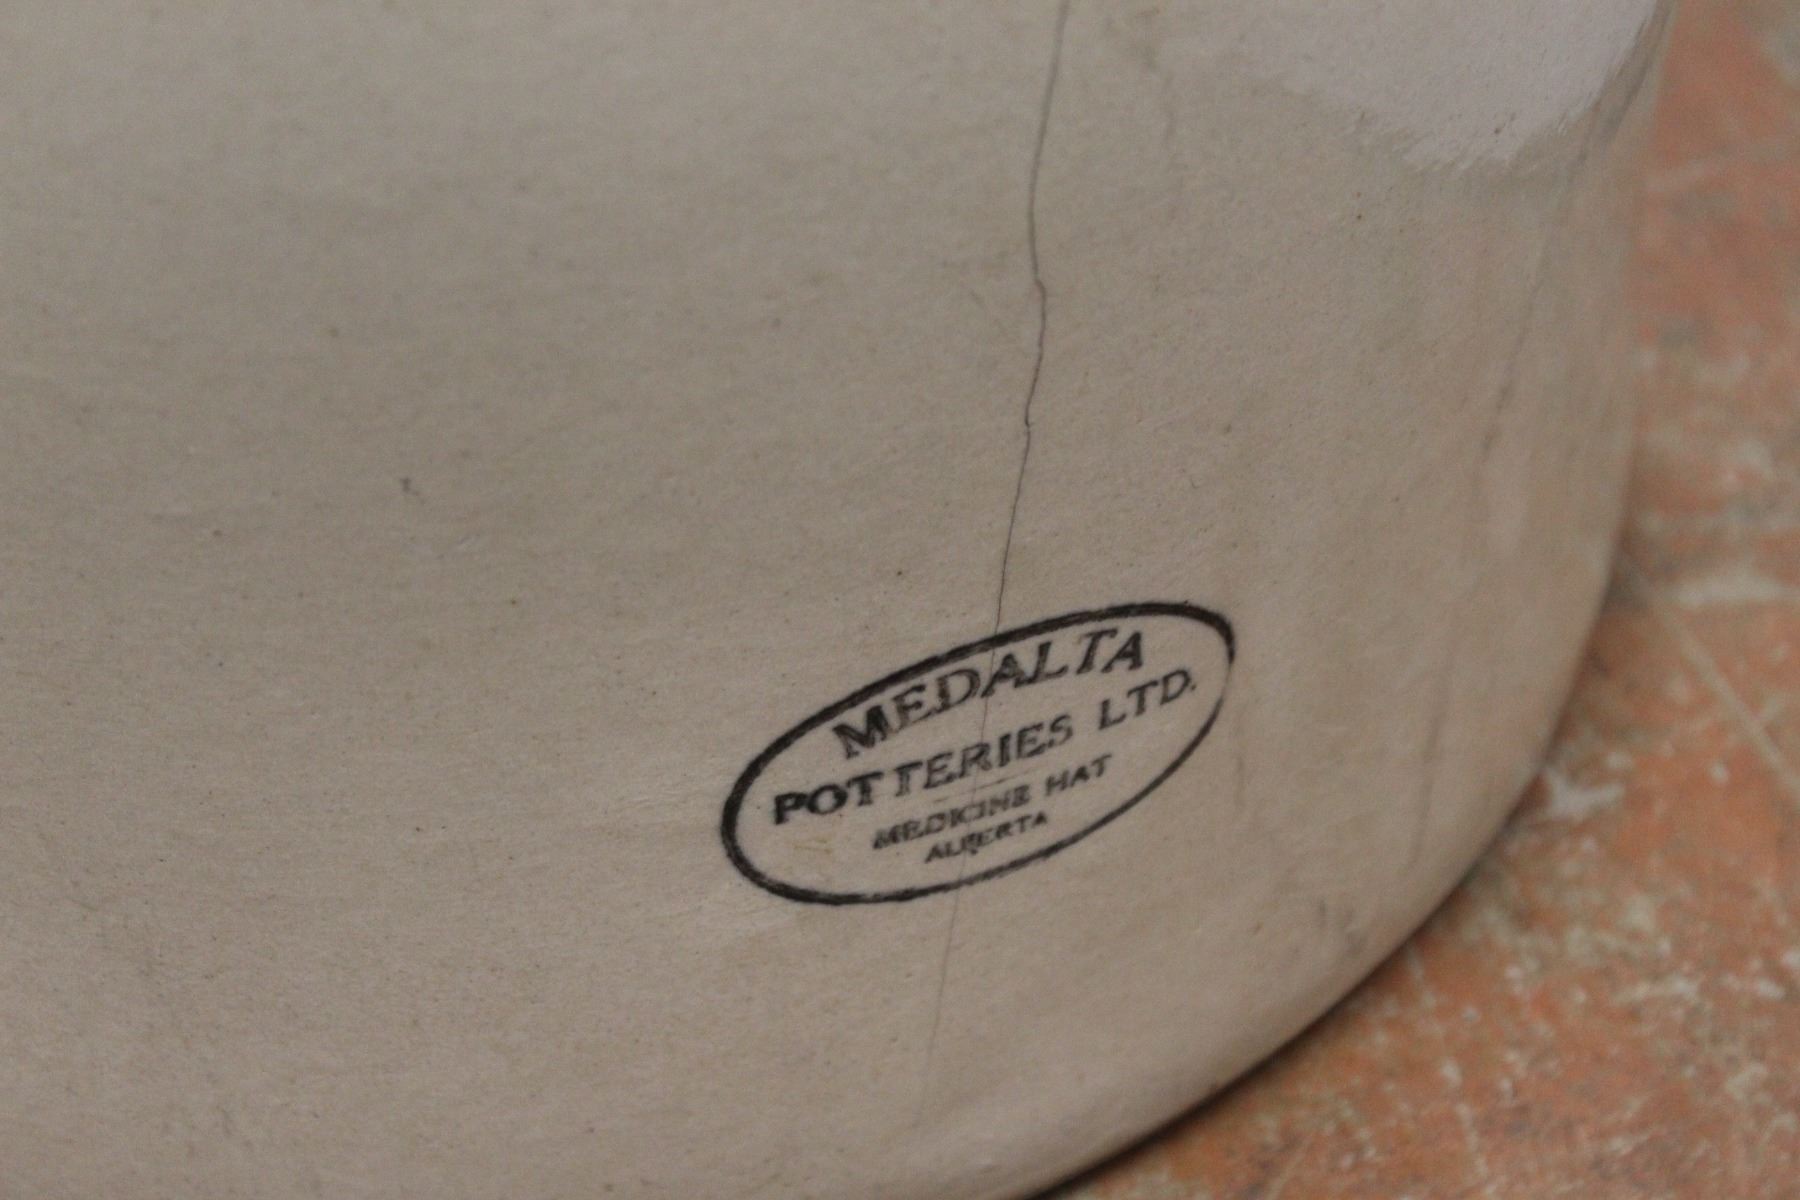 MEDALTA
POTTERIES LTD.
MEDICINE HAT
ALBERTA